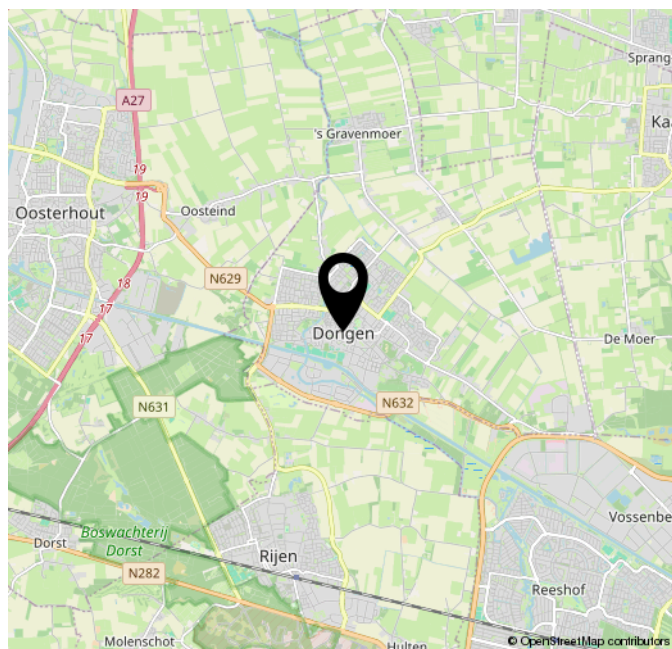 Sprang
A27
Kaa
's Gravenmoer
19
19
Oosterhout
Oosteind
N629
18
17
Dongen
17
De Moer
N631
N632
Vossenbe
Boswachterij
Dorst
Dorst
Rijen
N282
Reeshof
Molenschot
Hulten
© OpenStreetMap contributors